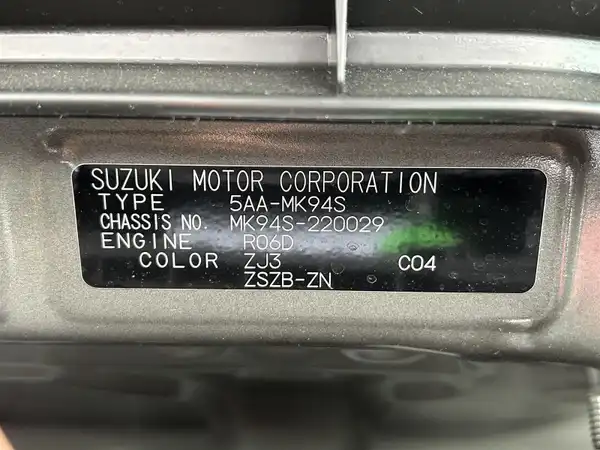 SUZUKI MOTOR CORPORATION
TYPE 5AA-MK94S
CHASSIS NO. MK94S-220029
ENGINE R06D
COLOR ZJ3 C04
ZSZB-ZN